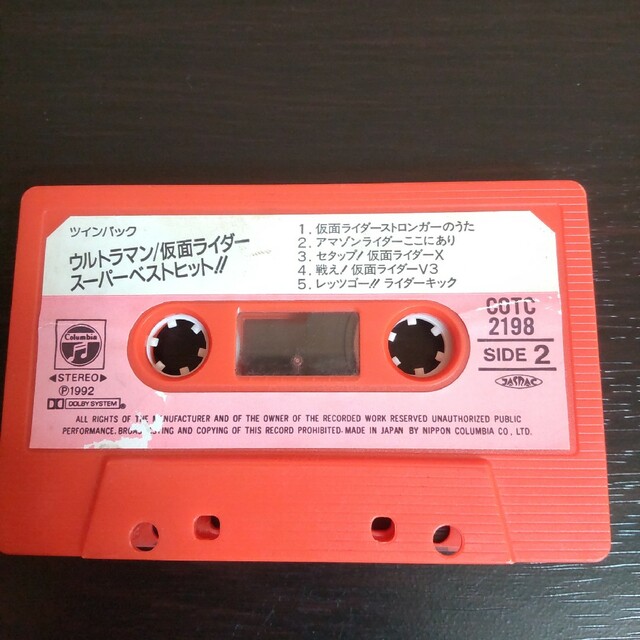 ツインパック
ウルトラマン/仮面ライダー
スーパーベストヒット!!
1. 仮面ライダーストロンガーのうた
2. アマゾンライダーここにあり
3. セタップ! 仮面ライダーX
4. 戦え! 仮面ライダーV3
5. レッツゴー!! ライダーキック
COTC
2198
SIDE 2
JASRAC
Columbia
◀STEREO▶
Ⓟ1992
DOLBY SYSTEM
ALL RIGHTS OF THE MANUFACTURER AND OF THE OWNER OF THE RECORDED WORK RESERVED UNAUTHORIZED PUBLIC
PERFORMANCE. BROADCASTING AND COPYING OF THIS RECORD PROHIBITED-MADE IN JAPAN BY NIPPON COLUMBIA CO., LTD.